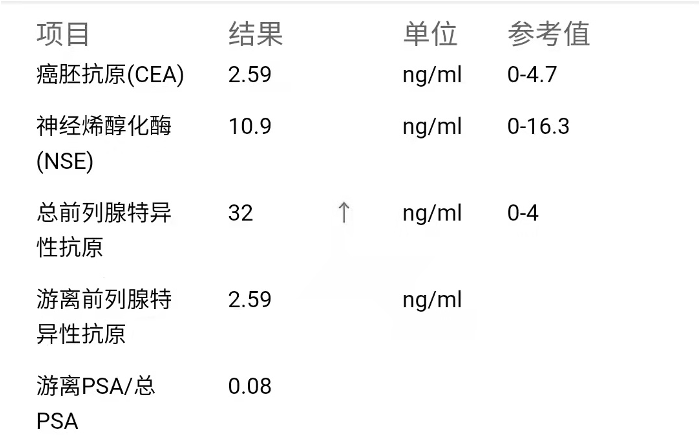 项目 结果 单位 参考值
癌胚抗原(CEA) 2.59 ng/ml 0-4.7
神经烯醇化酶 10.9 ng/ml 0-16.3
(NSE)
总前列腺特异 32 ↑ ng/ml 0-4
性抗原
游离前列腺特 2.59 ng/ml
异性抗原
游离PSA/总 0.08
PSA